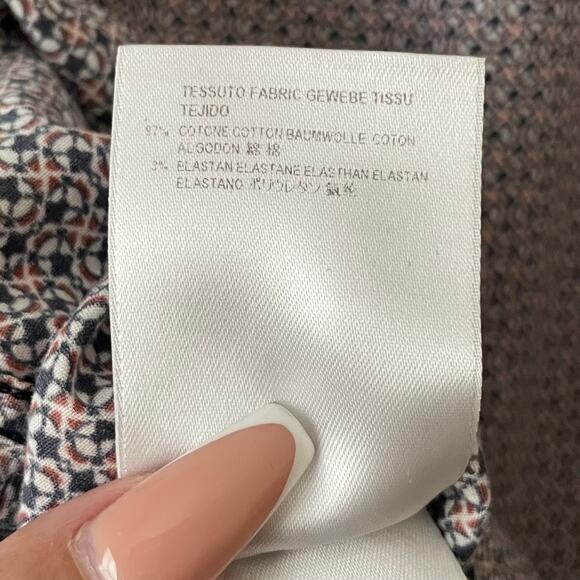 TESSUTO FABRIC GEWEBE TISSU
TEJIDO
97% COTONE COTTON BAUMWOLLE COTON
ALGODON 綿 棉
3% ELASTAN ELASTANE ELASTHAN ELASTAN
ELASTANO ポリウレタン 氨纶